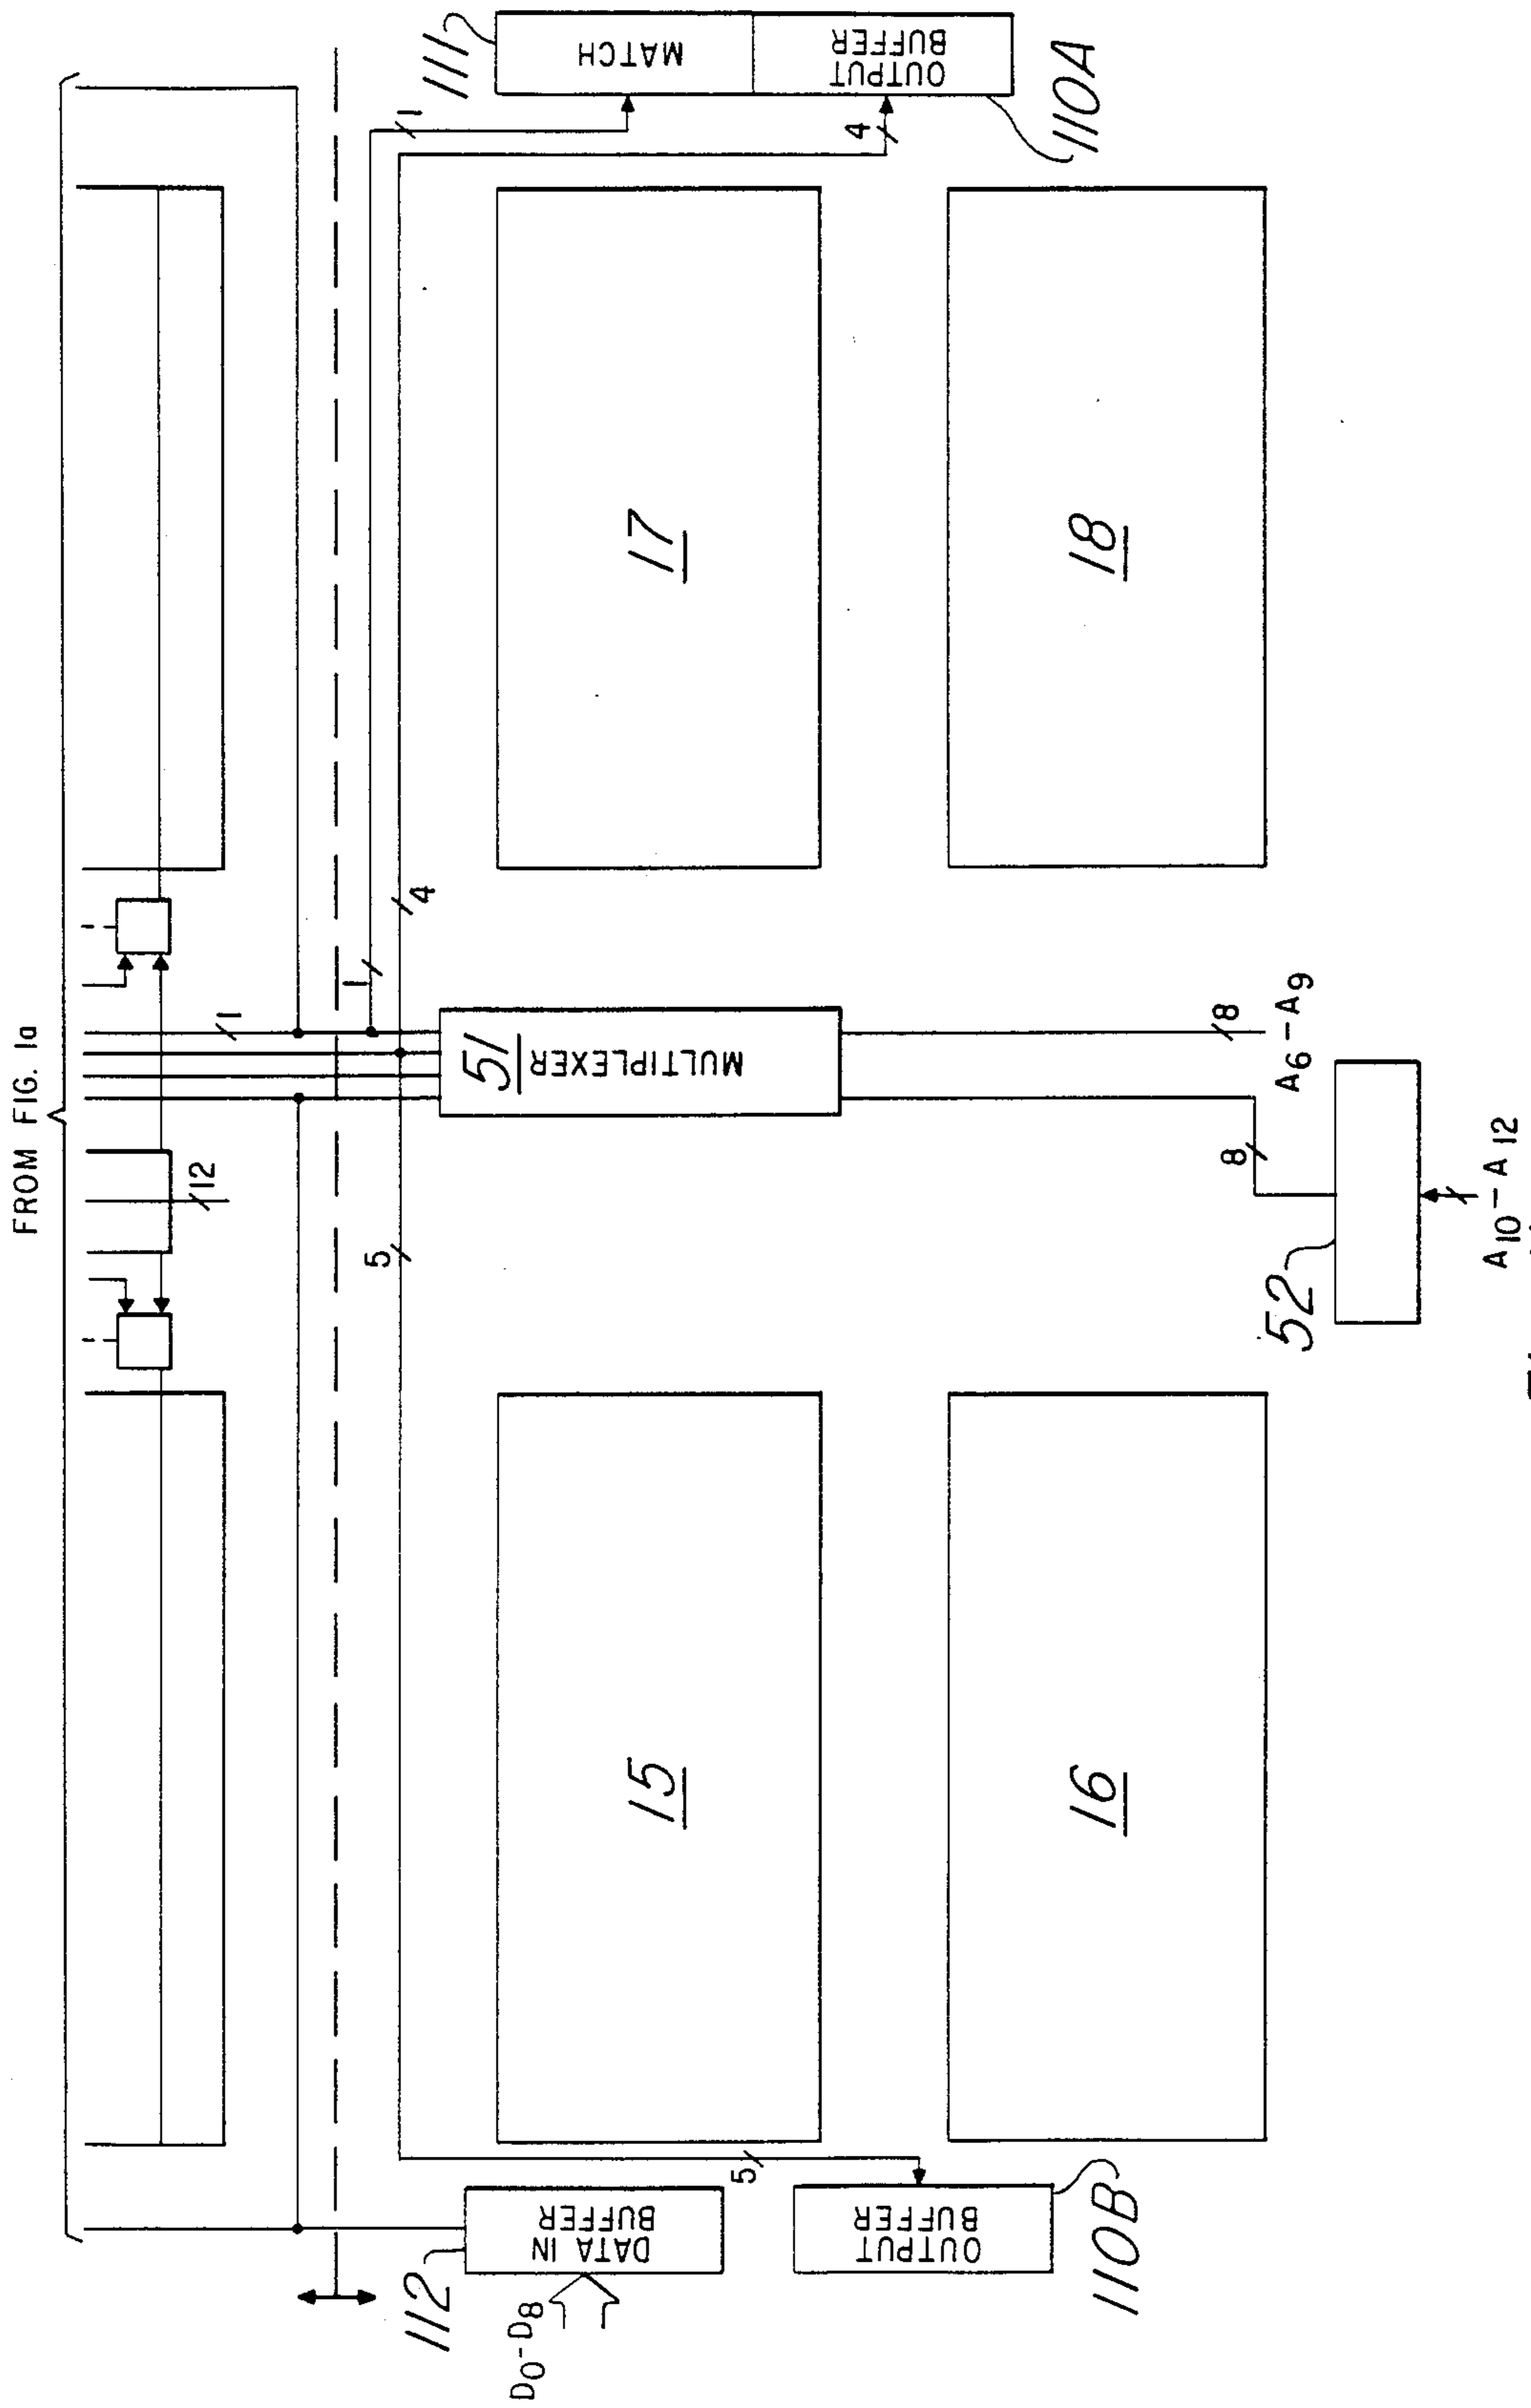 FROM FIG. 1a
12
1
1
1
111
MATCH
OUTPUT
BUFFER
110A
4
4
5
5
17
18
15
16
51
MULTIPLEXER
8
8
A6 - A9
52
A10 - A12
112
DATA IN
BUFFER
D0 - D8
OUTPUT
BUFFER
110B